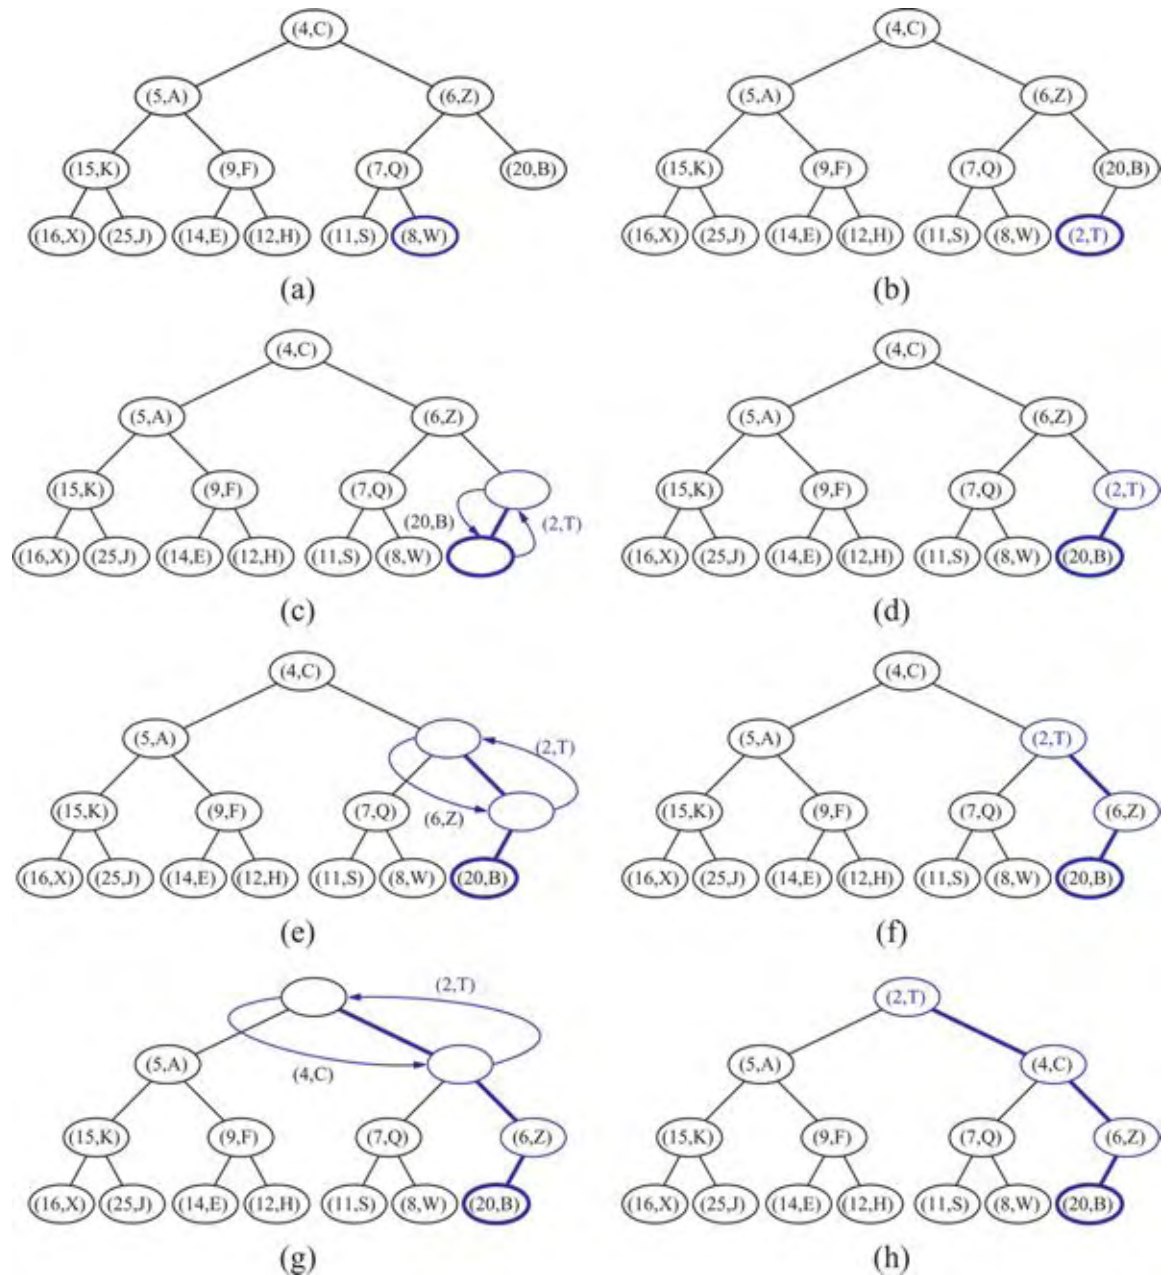 (4,C) (4,C)
(5,A) (6,Z) (5,A) (6,Z)
(15,K) (9,F) (7,Q) (20,B) (15,K) (9,F) (7,Q) (20,B)
(16,X) (25,J) (14,E) (12,H) (11,S) (8,W) (16,X) (25,J) (14,E) (12,H) (11,S) (8,W) (2,T)
(a) (b)
(4,C) (4,C)
(5,A) (6,Z) (5,A) (6,Z)
(15,K) (9,F) (7,Q) (15,K) (9,F) (7,Q) (2,T)
(20,B) (2,T)
(16,X) (25,J) (14,E) (12,H) (11,S) (8,W) (16,X) (25,J) (14,E) (12,H) (11,S) (8,W) (20,B)
(c) (d)
(4,C) (4,C)
(5,A) (2,T) (5,A) (2,T)
(15,K) (9,F) (7,Q) (6,Z) (15,K) (9,F) (7,Q) (6,Z)
(16,X) (25,J) (14,E) (12,H) (11,S) (8,W) (20,B) (16,X) (25,J) (14,E) (12,H) (11,S) (8,W) (20,B)
(e) (f)
(2,T) (2,T)
(5,A) (4,C) (5,A) (4,C)
(15,K) (9,F) (7,Q) (6,Z) (15,K) (9,F) (7,Q) (6,Z)
(16,X) (25,J) (14,E) (12,H) (11,S) (8,W) (20,B) (16,X) (25,J) (14,E) (12,H) (11,S) (8,W) (20,B)
(g) (h)